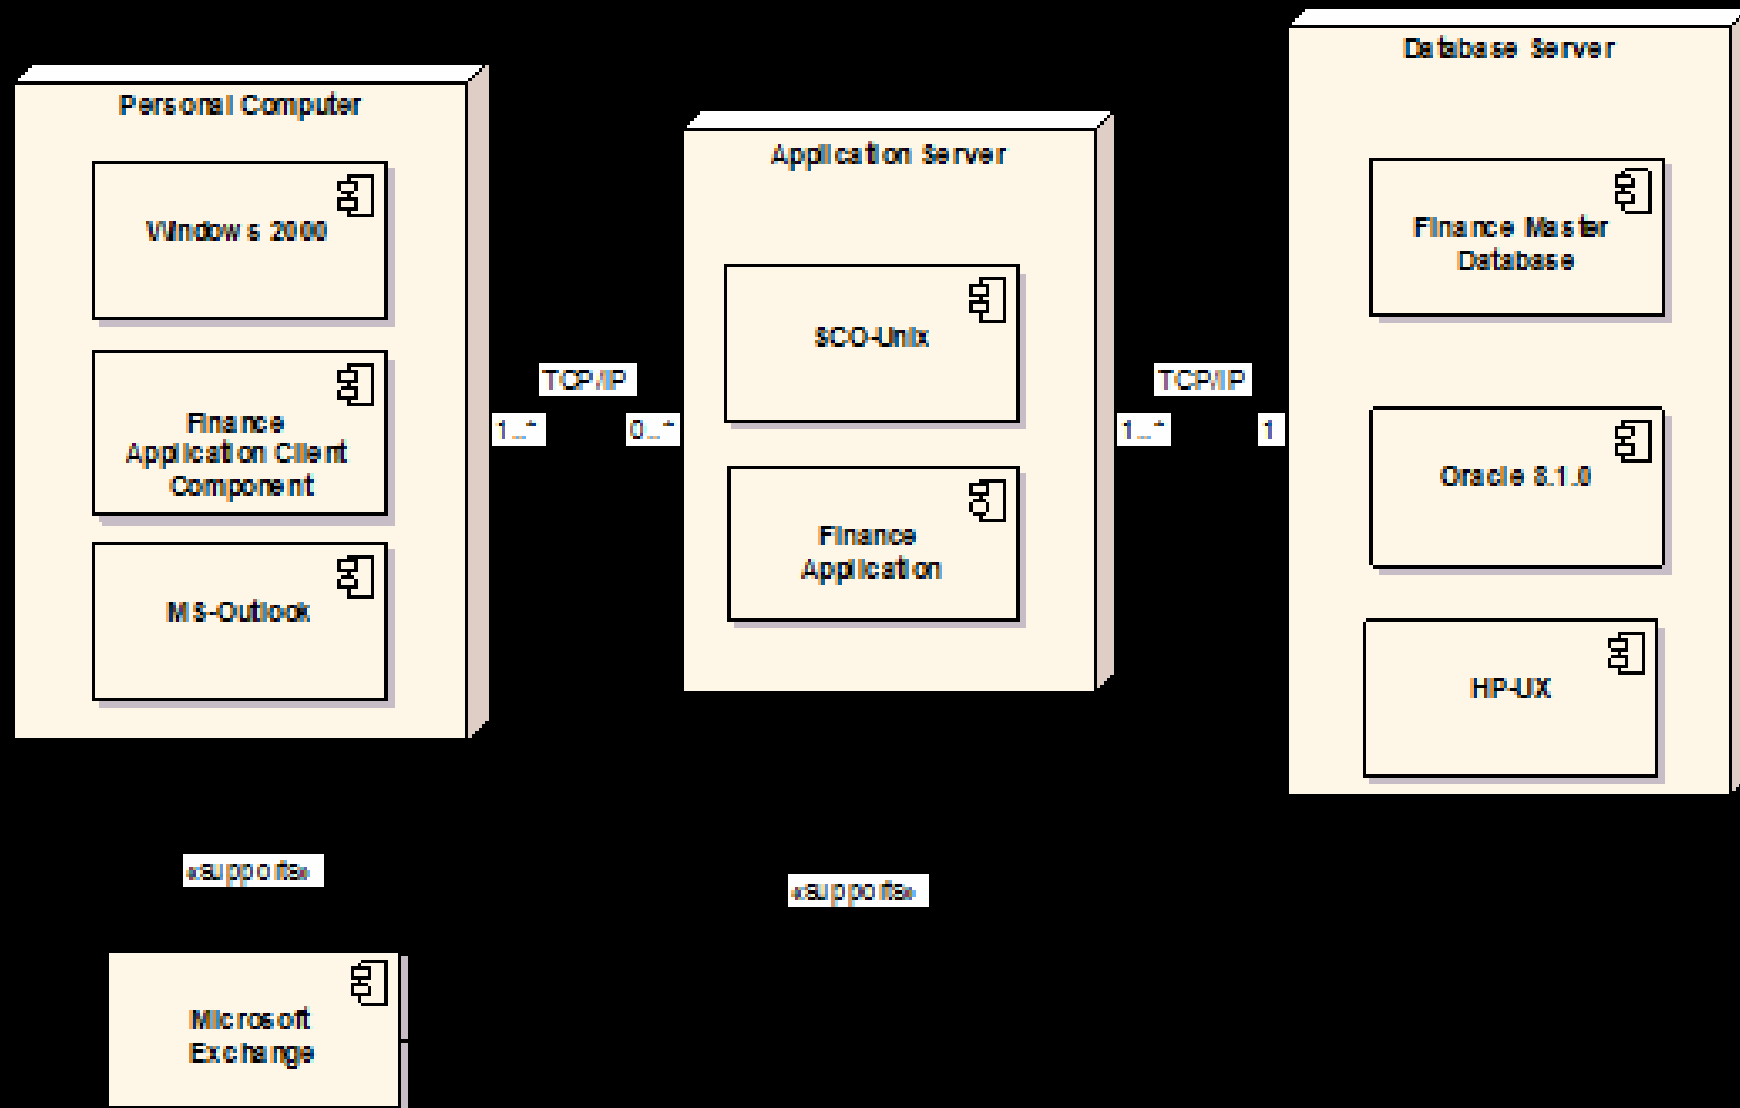 Database Server
Personal Computer
Application Server
Windows 2000
Finance Master
Database
SCO-Unix
TCP/IP
TCP/IP
Finance
Application Client
Component
1..*
0..*
1..*
1
Oracle 8.1.0
Finance
Application
MS-Outlook
HP-UX
«supports»
«supports»
Microsoft
Exchange